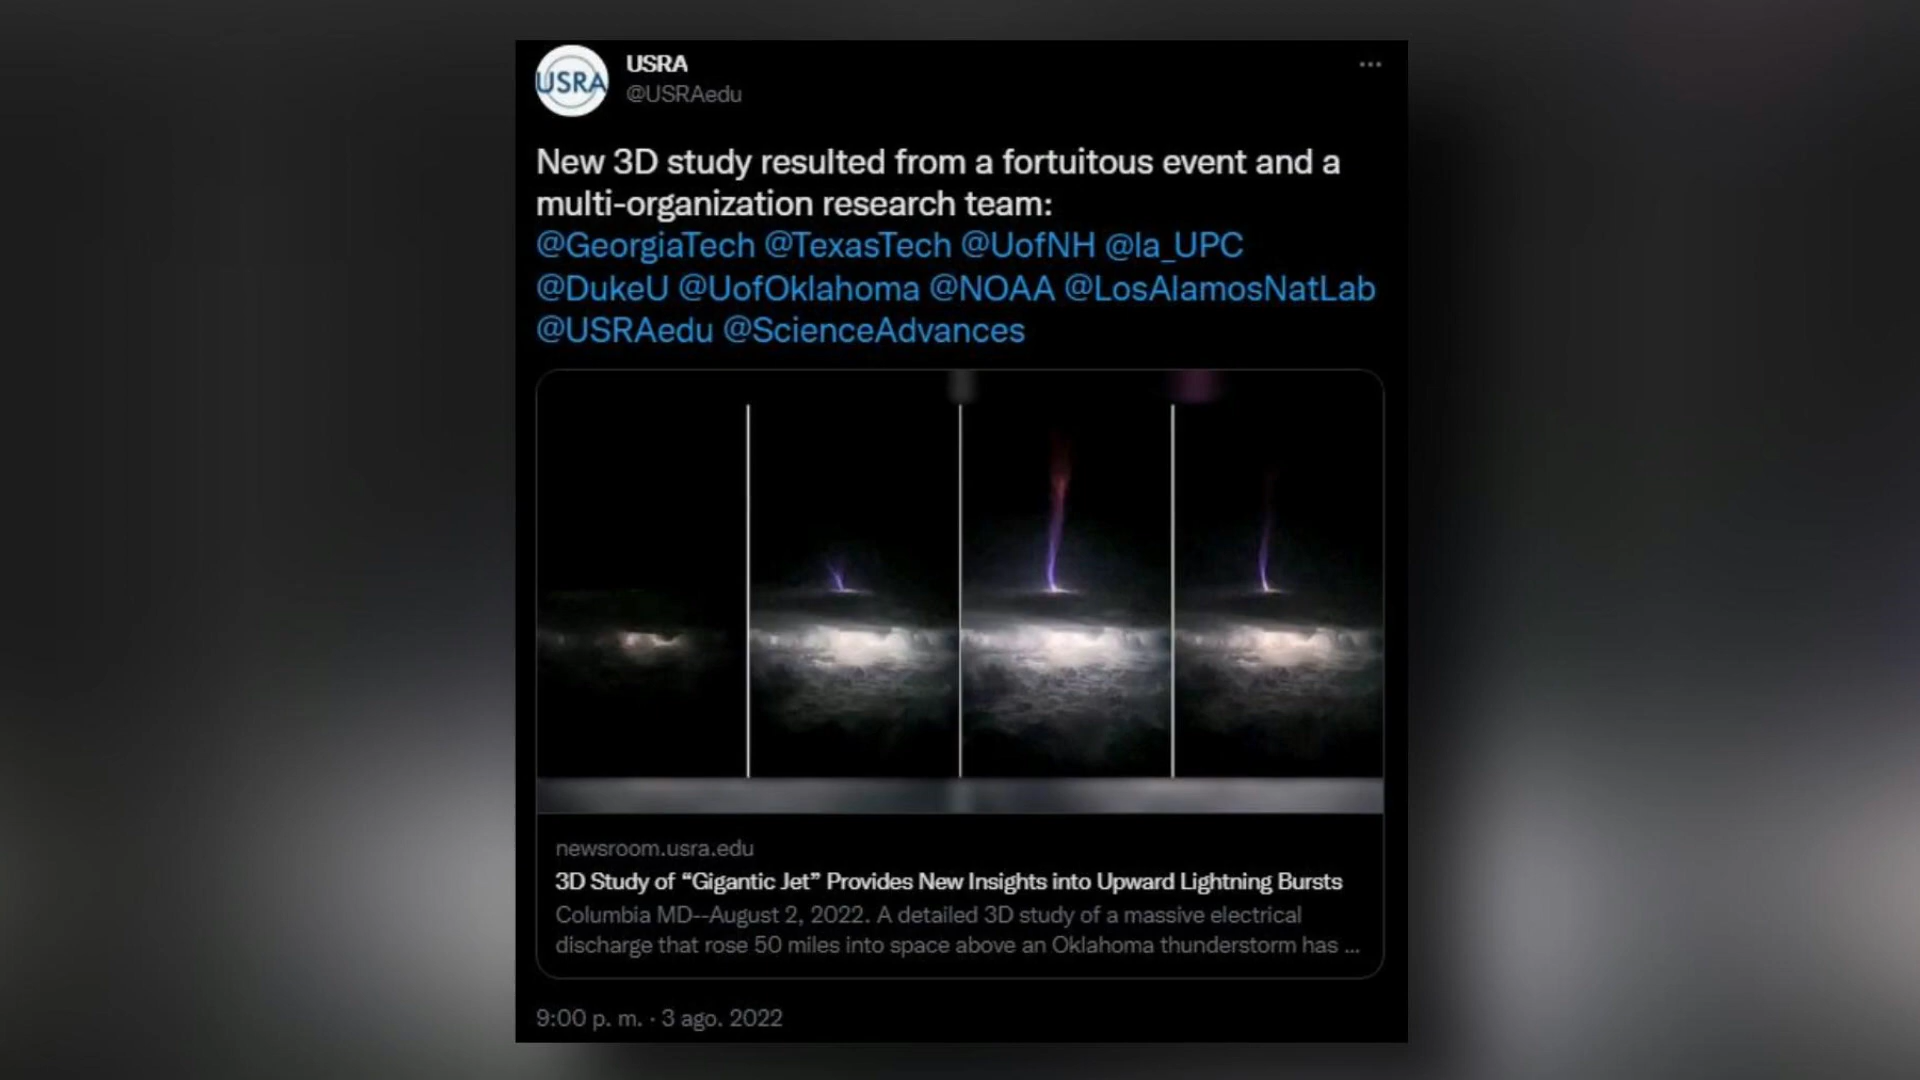 USRA
USRA
@USRAedu
New 3D study resulted from a fortuitous event and a
multi-organization research team:
@GeorgiaTech @TexasTech @UofNH @la_UPC
@DukeU @UofOklahoma @NOAA @LosAlamosNatLab
@USRAedu @ScienceAdvances
newsroom.usra.edu
3D Study of “Gigantic Jet” Provides New Insights into Upward Lightning Bursts
Columbia MD--August 2, 2022. A detailed 3D study of a massive electrical
discharge that rose 50 miles into space above an Oklahoma thunderstorm has ...
9:00 p. m. · 3 ago. 2022